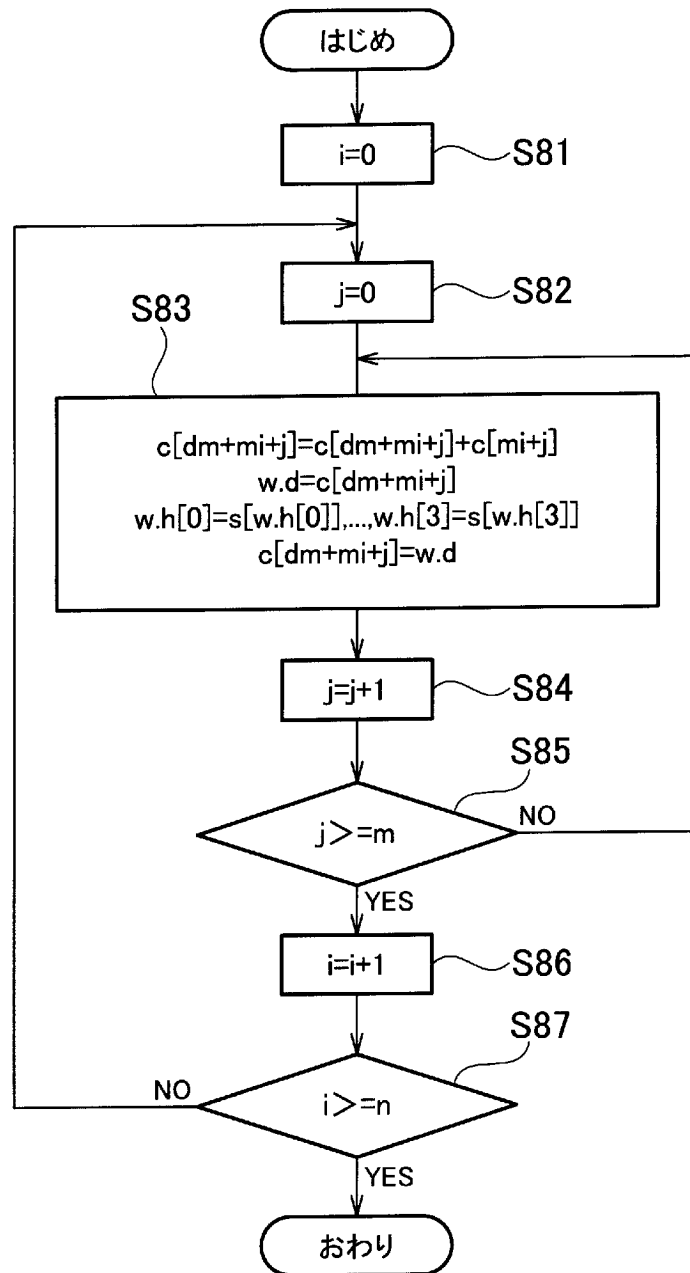 はじめ
i=0
S81
j=0
S82
S83
c[dm+mi+j]=c[dm+mi+j]+c[mi+j]
w.d=c[dm+mi+j]
w.h[0]=s[w.h[0]],...,w.h[3]=s[w.h[3]]
c[dm+mi+j]=w.d
j=j+1
S84
S85
j>=m
NO
YES
i=i+1
S86
S87
NO
i>=n
YES
おわり